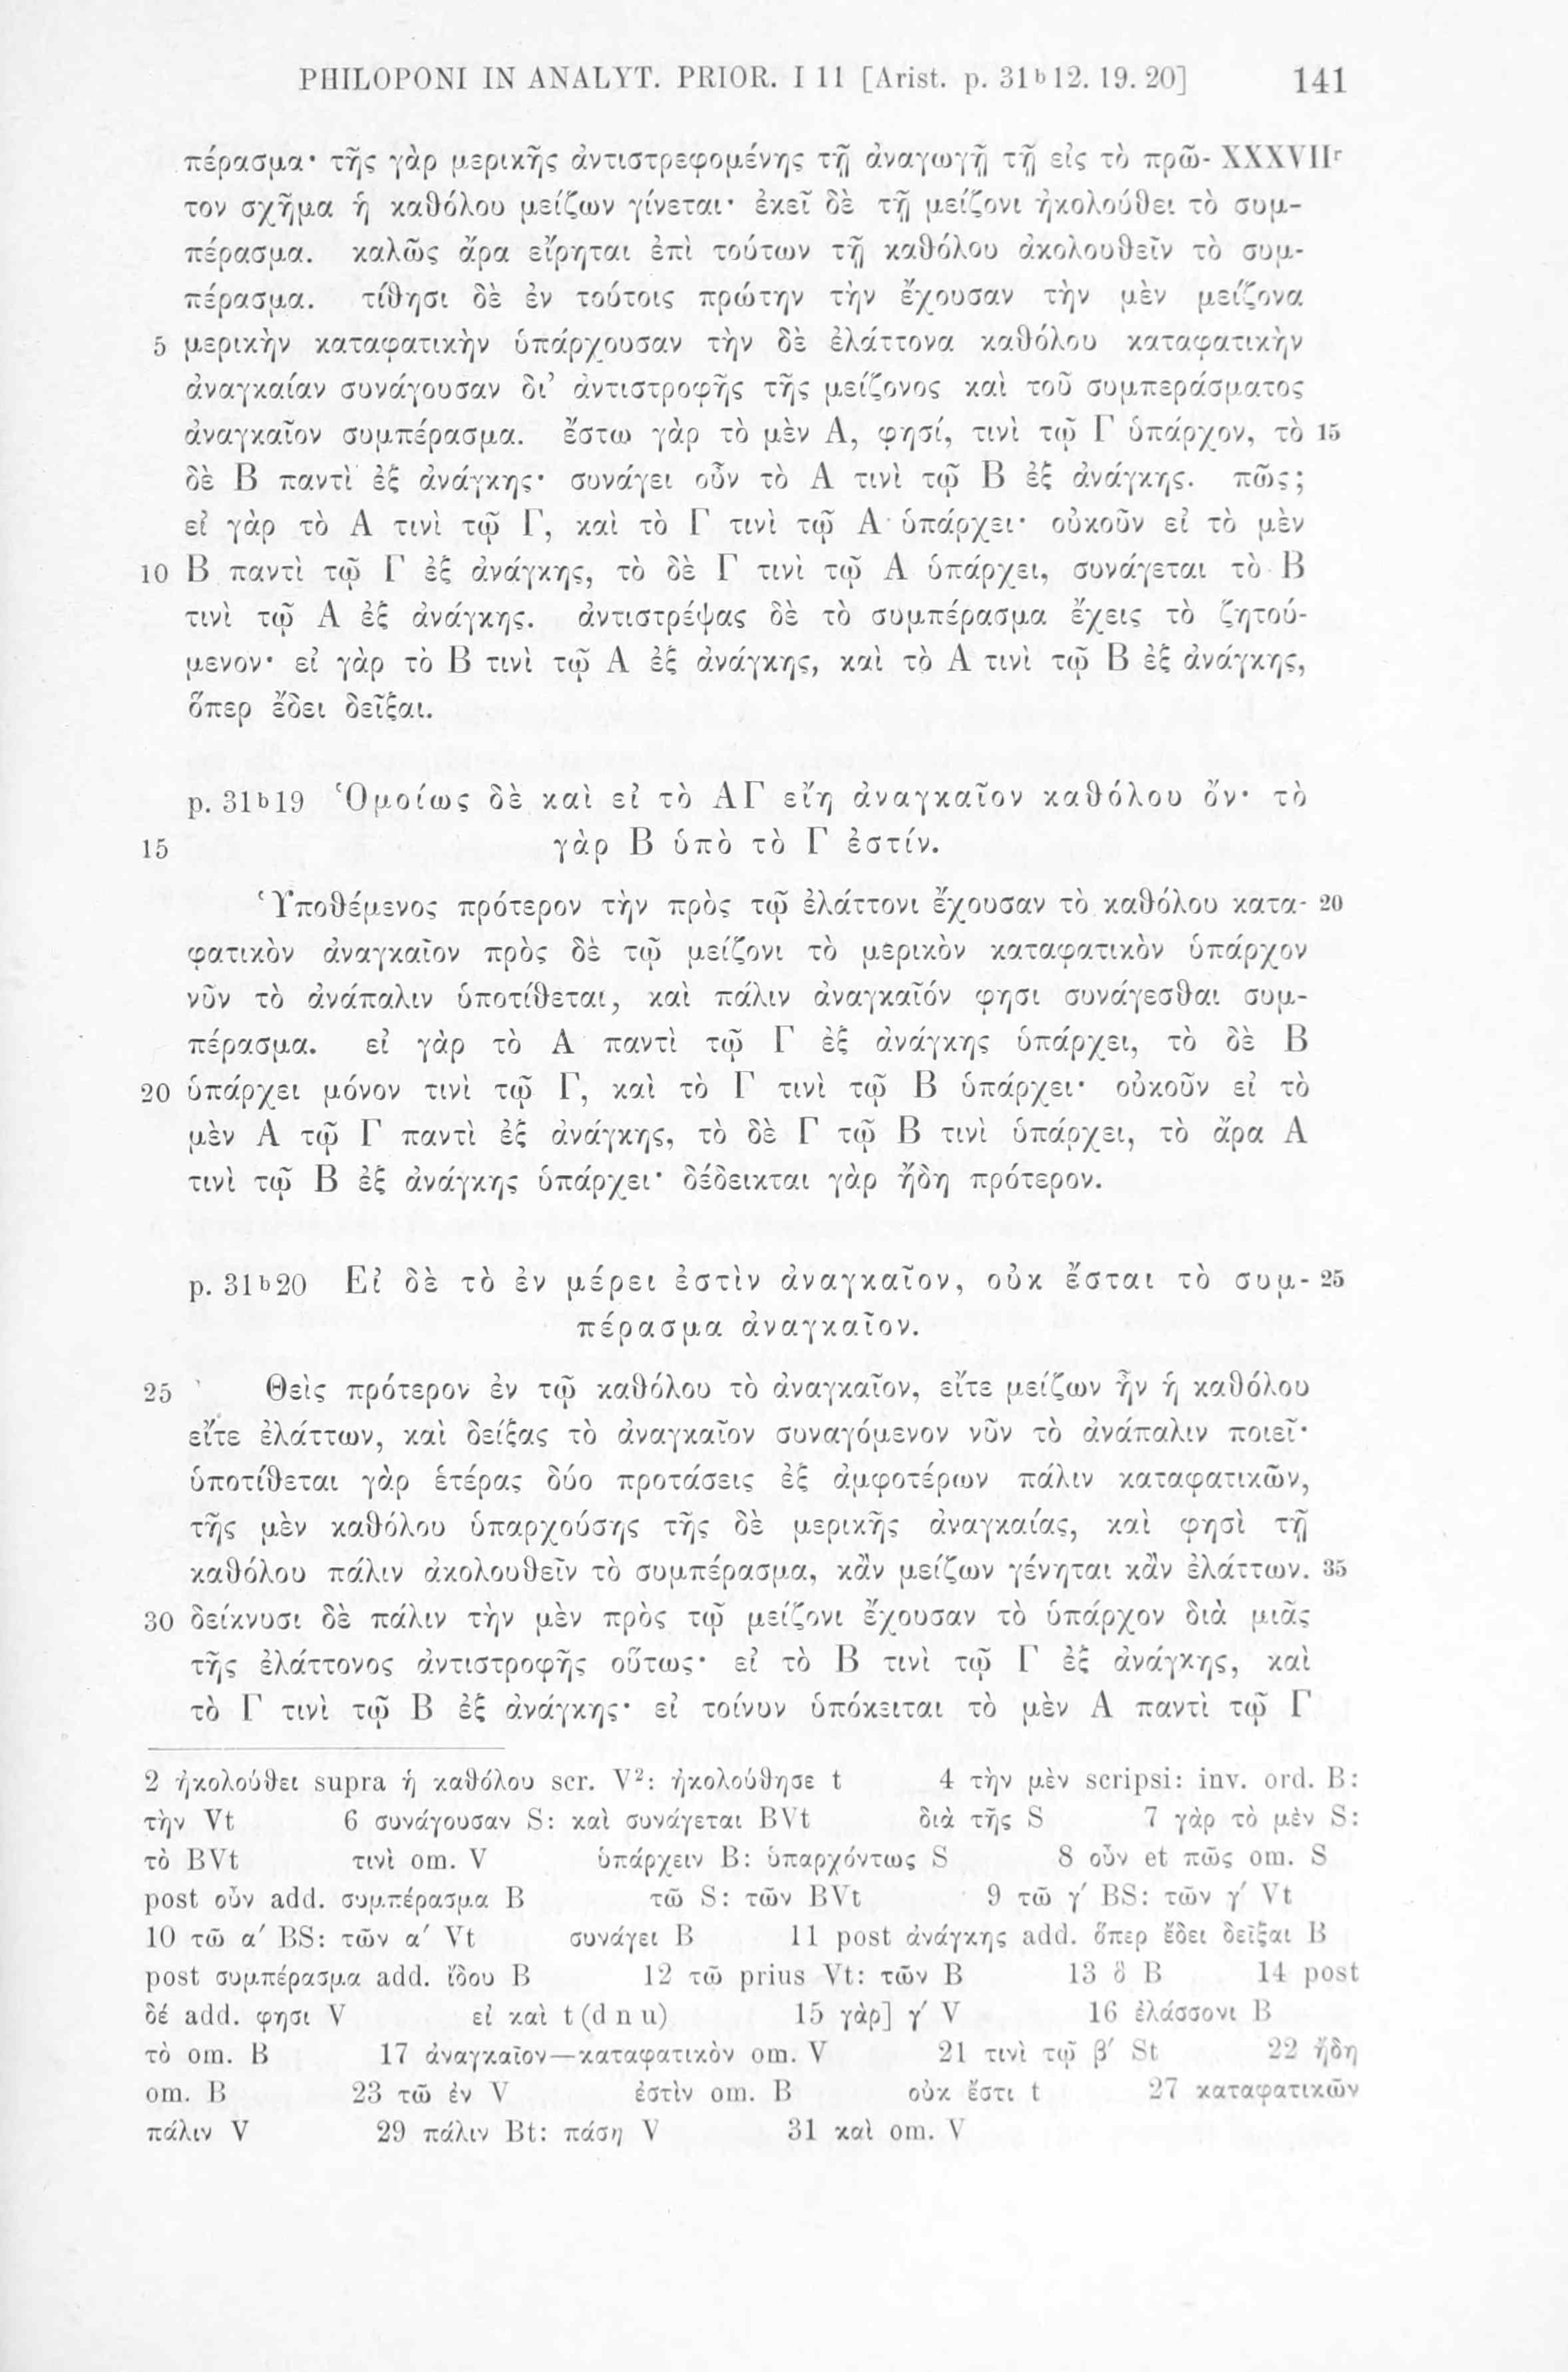 PHILOPONI IN ANALYT. PRIOR. I 11 [Arist. p. 31b12. 19. 20] 141
πέρασμα· τῆς γὰρ μερικῆς ἀντιστρεφομένης τῇ ἀναγωγῇ τῇ εἰς τὸ πρῶ- XXXVIIr
τον σχῆμα ἡ καθόλου μείζων γίνεται· ἐκεῖ δὲ τῇ μείζονι ἠκολούθει τὸ συμ-
πέρασμα. καλῶς ἄρα εἴρηται ἐπὶ τούτων τῇ καθόλου ἀκολουθεῖν τὸ συμ-
πέρασμα. τίθησι δὲ ἐν τούτοις πρώτην τὴν ἔχουσαν τὴν μὲν μείζονα
5 μερικὴν καταφατικὴν ὑπάρχουσαν τὴν δὲ ἐλάττονα καθόλου καταφατικὴν
ἀναγκαίαν συνάγουσαν δι’ ἀντιστροφῆς τῆς μείζονος καὶ τοῦ συμπεράσματος
ἀναγκαῖον συμπέρασμα. ἔστω γὰρ τὸ μὲν Α, φησί, τινὶ τῷ Γ ὑπάρχον, τὸ 15
δὲ Β παντὶ ἐξ ἀνάγκης· συνάγει οὖν τὸ Α τινὶ τῷ Β ἐξ ἀνάγκης. πῶς;
εἰ γὰρ τὸ Α τινὶ τῷ Γ, καὶ τὸ Γ τινὶ τῷ Α ὑπάρχει· οὐκοῦν εἰ τὸ μὲν
10 Β παντὶ τῷ Γ ἐξ ἀνάγκης, τὸ δὲ Γ τινὶ τῷ Α ὑπάρχει, συνάγεται τὸ Β
τινὶ τῷ Α ἐξ ἀνάγκης. ἀντιστρέψας δὲ τὸ συμπέρασμα ἔχεις τὸ ζητού-
μενον· εἰ γὰρ τὸ Β τινὶ τῷ Α ἐξ ἀνάγκης, καὶ τὸ Α τινὶ τῷ Β ἐξ ἀνάγκης,
ὅπερ ἔδει δεῖξαι.
p. 31b19 Ὁμοίως δὲ καὶ εἰ τὸ ΑΓ εἴη ἀναγκαῖον καθόλου ὄν· τὸ
15 γὰρ Β ὑπὸ τὸ Γ ἐστίν.
Ὑποθέμενος πρότερον τὴν πρὸς τῷ ἐλάττονι ἔχουσαν τὸ καθόλου κατα- 20
φατικὸν ἀναγκαῖον πρὸς δὲ τῷ μείζονι τὸ μερικὸν καταφατικὸν ὑπάρχον
νῦν τὸ ἀνάπαλιν ὑποτίθεται, καὶ πάλιν ἀναγκαῖόν φησι συνάγεσθαι συμ-
πέρασμα. εἰ γὰρ τὸ Α παντὶ τῷ Γ ἐξ ἀνάγκης ὑπάρχει, τὸ δὲ Β
20 ὑπάρχει μόνον τινὶ τῷ Γ, καὶ τὸ Γ τινὶ τῷ Β ὑπάρχει· οὐκοῦν εἰ τὸ
μὲν Α τῷ Γ παντὶ ἐξ ἀνάγκης, τὸ δὲ Γ τῷ Β τινὶ ὑπάρχει, τὸ ἄρα Α
τινὶ τῷ Β ἐξ ἀνάγκης ὑπάρχει· δέδεικται γὰρ ἤδη πρότερον.
p. 31b20 Εἰ δὲ τὸ ἐν μέρει ἐστὶν ἀναγκαῖον, οὐκ ἔσται τὸ συμ- 25
πέρασμα ἀναγκαῖον.
25 Θεὶς πρότερον ἐν τῷ καθόλου τὸ ἀναγκαῖον, εἴτε μείζων ἦν ἡ καθόλου
εἴτε ἐλάττων, καὶ δείξας τὸ ἀναγκαῖον συναγόμενον νῦν τὸ ἀνάπαλιν ποιεῖ·
ὑποτίθεται γὰρ ἑτέρας δύο προτάσεις ἐξ ἀμφοτέρων πάλιν καταφατικῶν,
τῆς μὲν καθόλου ὑπαρχούσης τῆς δὲ μερικῆς ἀναγκαίας, καὶ φησὶ τῇ
καθόλου πάλιν ἀκολουθεῖν τὸ συμπέρασμα, κἂν μείζων γένηται κἂν ἐλάττων. 35
30 δείκνυσι δὲ πάλιν τὴν μὲν πρὸς τῷ μείζονι ἔχουσαν τὸ ὑπάρχον διὰ μιᾶς
τῆς ἐλάττονος ἀντιστροφῆς οὕτως· εἰ τὸ Β τινὶ τῷ Γ ἐξ ἀνάγκης, καὶ
τὸ Γ τινὶ τῷ Β ἐξ ἀνάγκης· εἰ τοίνυν ὑπόκειται τὸ μὲν Α παντὶ τῷ Γ
2 ἠκολούθει supra ἡ καθόλου scr. V²: ἠκολούθησε t 4 τὴν μὲν scripsi: inv. ord. B:
τὴν Vt 6 συνάγουσαν S: καὶ συνάγεται BVt διὰ τῆς S 7 γὰρ τὸ μὲν S:
τὸ BVt τινὶ om. V ὑπάρχειν B: ὑπαρχόντως S 8 οὖν et πῶς om. S
post οὖν add. συμπέρασμα B τῶ S: τῶν BVt 9 τῶ γ′ BS: τῶν γ′ Vt
10 τῶ α′ BS: τῶν α′ Vt συνάγει B 11 post ἀνάγκης add. ὅπερ ἔδει δεῖξαι B
post συμπέρασμα add. ἴδου B 12 τῶ prius Vt: τῶν B 13 ὃ B 14 post
δέ add. φησι V εἰ καὶ t (d n u) 15 γὰρ] γ′ V 16 ἐλάσσονι B
τὸ om. B 17 ἀναγκαῖον—καταφατικὸν om. V 21 τινὶ τῷ β′ St 22 ἤδη
om. B 23 τῶ ἐν V ἐστὶν om. B οὐκ ἔστι t 27 καταφατικῶν
πάλιν V 29 πάλιν Bt: πάση V 31 καὶ om. V